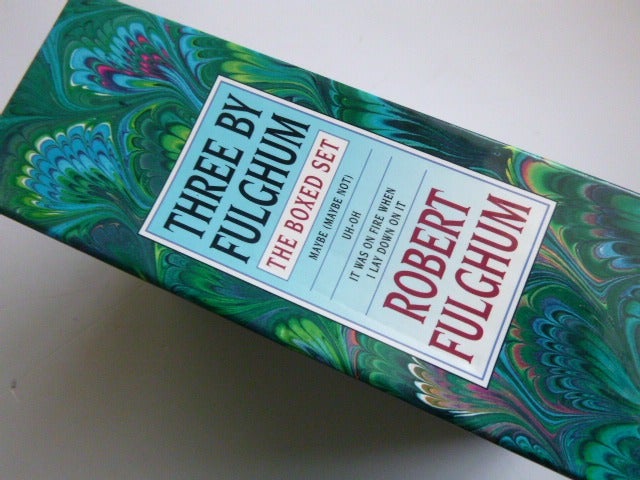 THREE BY
FULGHUM
THE BOXED SET
MAYBE (MAYBE NOT)
UH-OH
IT WAS ON FIRE WHEN
I LAY DOWN ON IT
ROBERT
FULGHUM